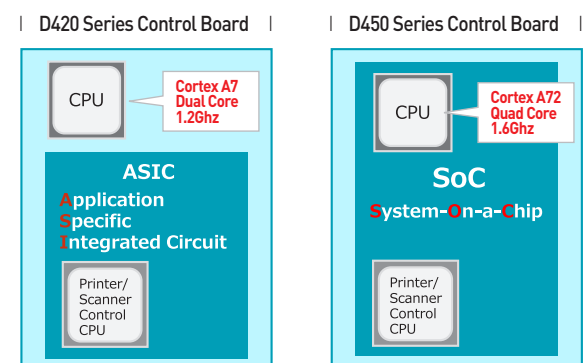 D420 Series Control Board
CPU
Cortex A7
Dual Core
1.2Ghz
ASIC
Application
Specific
Integrated Circuit
Printer/
Scanner
Control
CPU
D450 Series Control Board
CPU
Cortex A72
Quad Core
1.6Ghz
SoC
System-On-a-Chip
Printer/
Scanner
Control
CPU